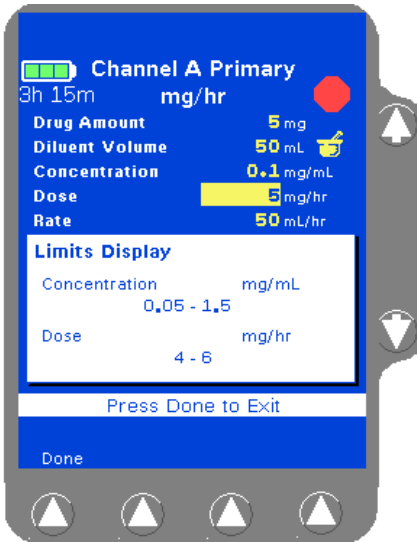 Channel A Primary
3h 15m mg/hr
Drug Amount 5 mg
Diluent Volume 50 mL
Concentration 0.1 mg/mL
Dose 5 mg/hr
Rate 50 mL/hr
Limits Display
Concentration mg/mL
0.05 - 1.5
Dose mg/hr
4 - 6
Press Done to Exit
Done